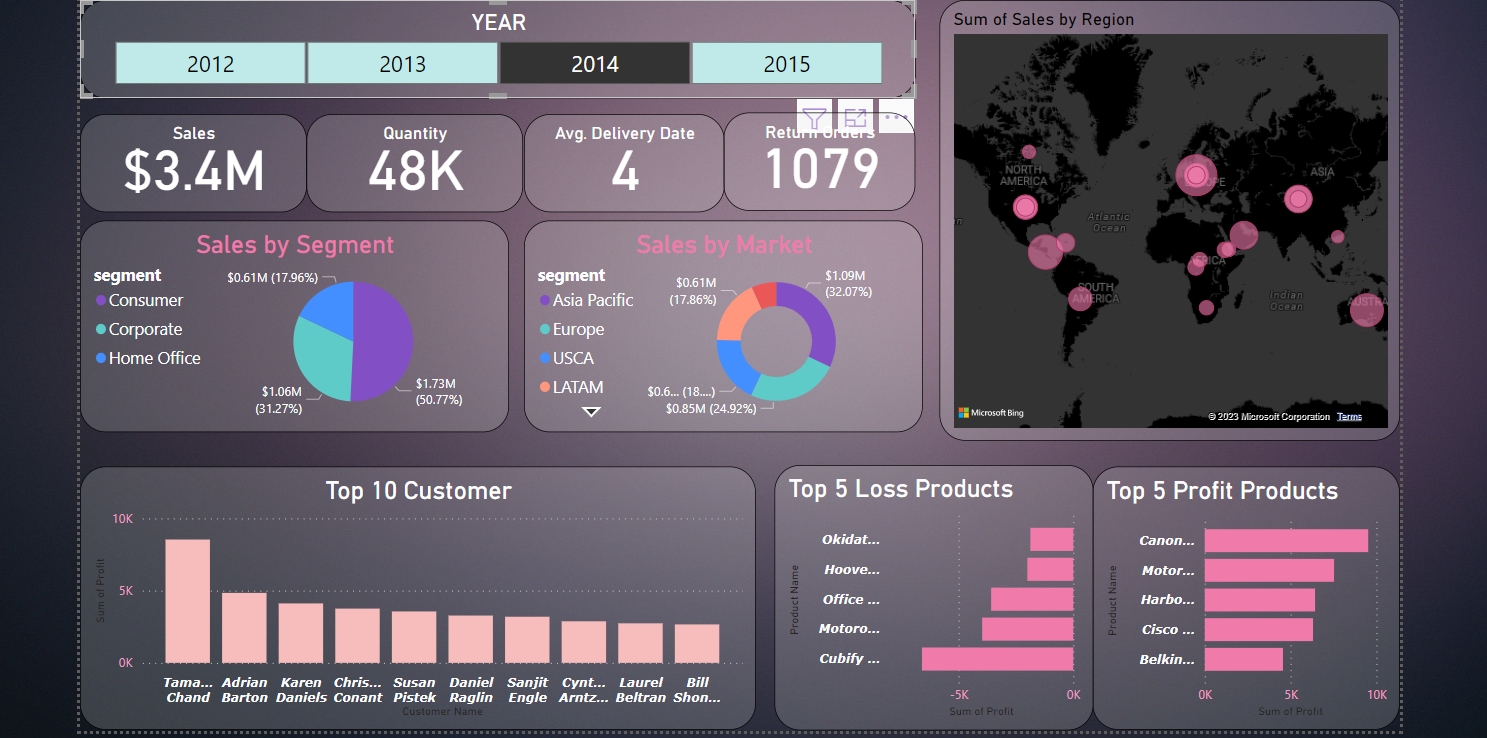 YEAR
2012 2013 2014 2015
Sales
$3.4M
Quantity
48K
Avg. Delivery Date
4
Return Orders
1079
Sum of Sales by Region
NORTH
AMERICA
Atlantic
Ocean
ASIA
SOUTH
AMERICA
Indian
Ocean
Microsoft Bing
© 2023 Microsoft Corporation Terms
Sales by Segment
segment
Consumer
Corporate
Home Office
$0.61M (17.96%)
$1.06M
(31.27%)
$1.73M
(50.77%)
Sales by Market
segment
Asia Pacific
Europe
USCA
LATAM
$0.61M
(17.86%)
$1.09M
(32.07%)
$0.6... (18....)
$0.85M (24.92%)
Top 10 Customer
Sum of Profit
10K
5K
0K
Tama... Adrian Karen Chris... Susan Daniel Sanjit Cynt... Laurel Bill
Chand Barton Daniels Conant Pistek Raglin Engle Arntz... Beltran Shon...
Customer Name
Top 5 Loss Products
Product Name
Okidat...
Hoove...
Office ...
Motoro...
Cubify ...
-5K 0K
Sum of Profit
Top 5 Profit Products
Product Name
Canon...
Motor...
Harbo...
Cisco ...
Belkin...
0K 5K 10K
Sum of Profit